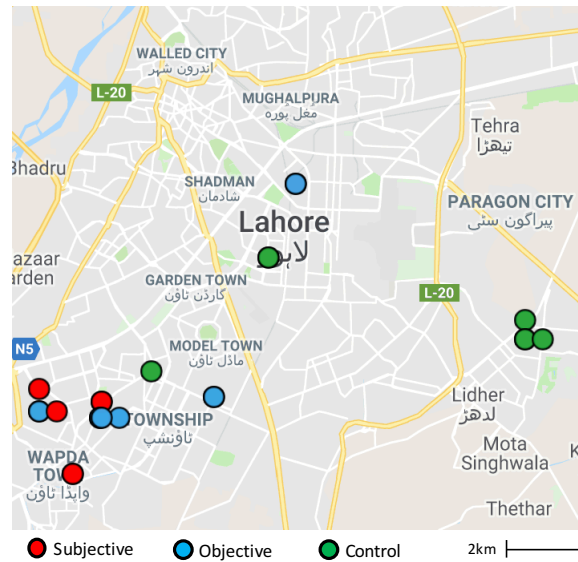 WALLED CITY
اندرون شہر
L-20
MUGHALPURA
مغل پورہ
Tehra
تیھڑا
Bhadru
SHADMAN
شادمان
PARAGON CITY
پیراگون سٹی
Lahore
لاہور
azaar
arden
GARDEN TOWN
گارڈن ٹاؤن
L-20
N5
MODEL TOWN
ماڈل ٹاؤن
Lidher
لدھڑ
TOWNSHIP
ٹاؤنشپ
WAPDA
TOWN
واپڈا ٹاؤن
Mota
Singhwala
K
Thethar
Subjective
Objective
Control
2km